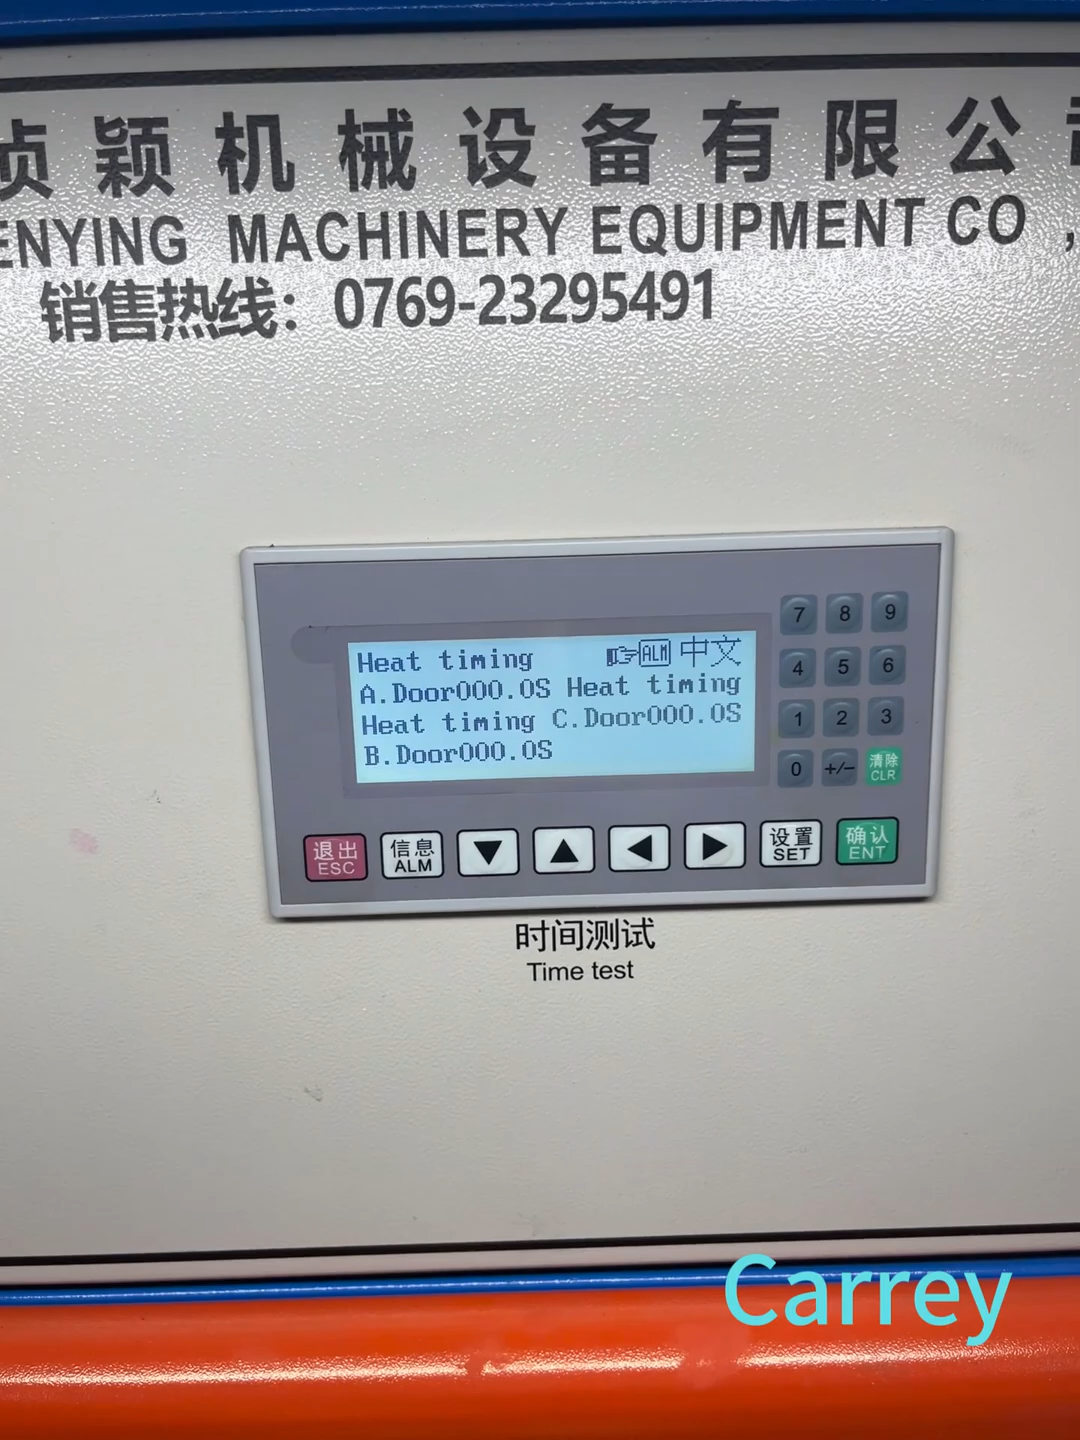 颖机械设备有限公
ENYING MACHINERY EQUIPMENT CO ,
销售热线：0769-23295491
Heat timing ALM 中文
A.Door000.0S Heat timing
Heat timing C.Door000.0S
B.Door000.0S
7 8 9
4 5 6
1 2 3
0 +/- 清除 CLR
退出 信息 设置 确认
ESC ALM SET ENT
时间测试
Time test
Carrey